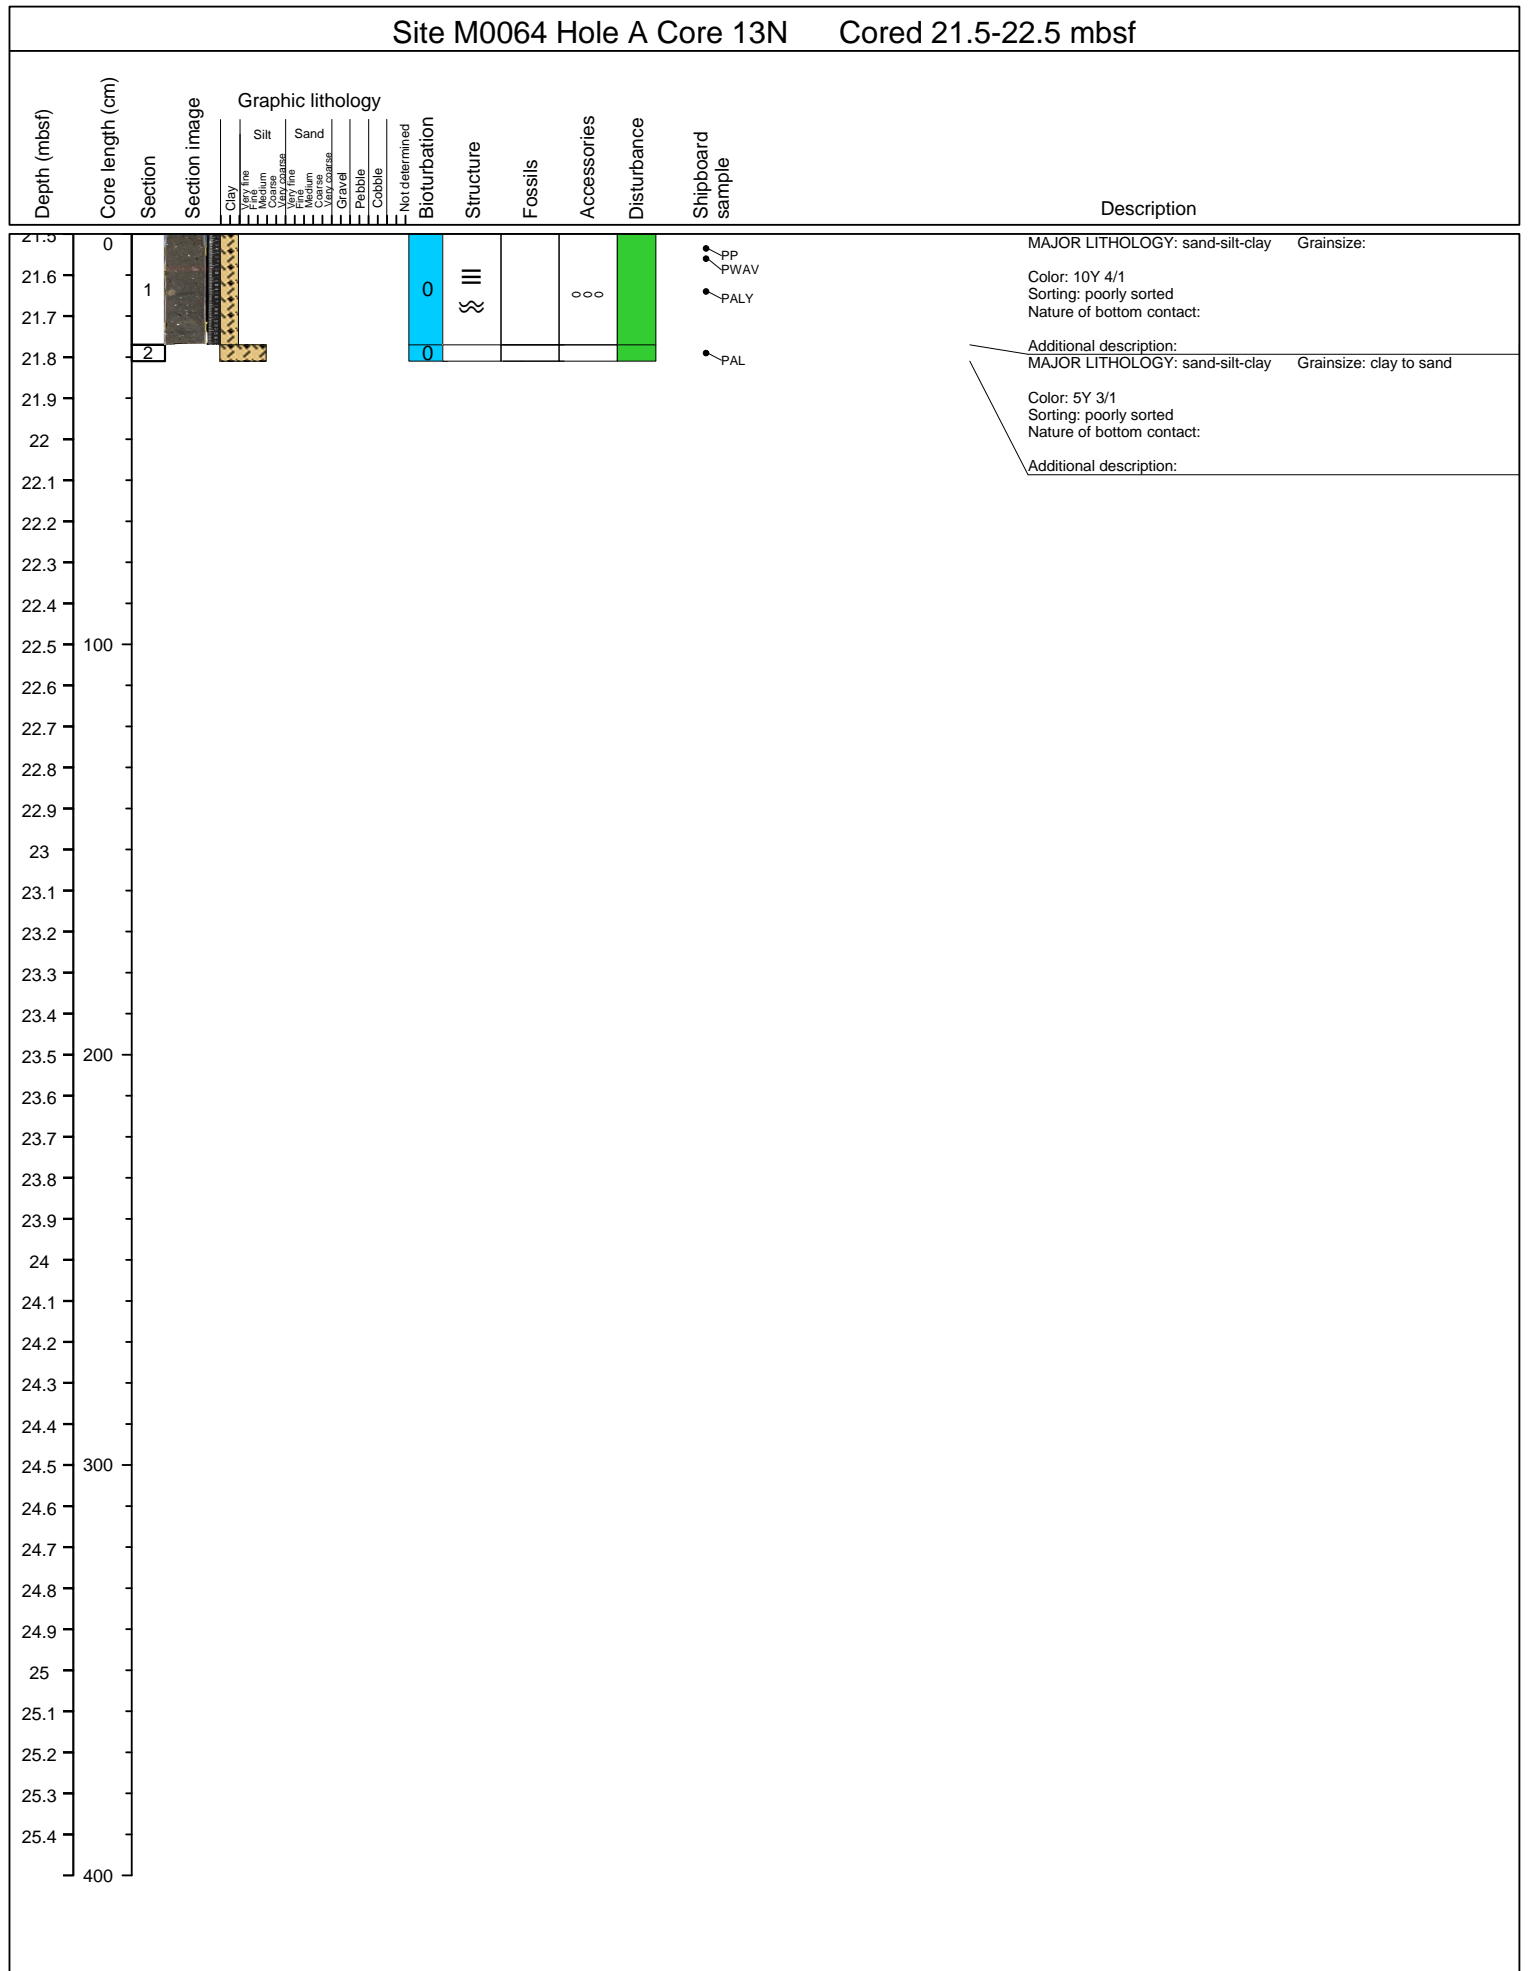 Site M0064 Hole A Core 13N Cored 21.5-22.5 mbsf
Depth (mbsf)
Core length (cm)
Section
Section image
Graphic lithology
Clay
Silt
Very fine
Fine
Medium
Coarse
Very coarse
Sand
Very fine
Fine
Medium
Coarse
Very coarse
Gravel
Pebble
Cobble
Not determined
Bioturbation
Structure
Fossils
Accessories
Disturbance
Shipboard
sample
Description
21.5
21.6
21.7
21.8
21.9
22
22.1
22.2
22.3
22.4
22.5
22.6
22.7
22.8
22.9
23
23.1
23.2
23.3
23.4
23.5
23.6
23.7
23.8
23.9
24
24.1
24.2
24.3
24.4
24.5
24.6
24.7
24.8
24.9
25
25.1
25.2
25.3
25.4
0
100
200
300
400
1
2
0
0
PP
PWAV
PALY
PAL
MAJOR LITHOLOGY: sand-silt-clay Grainsize:
Color: 10Y 4/1
Sorting: poorly sorted
Nature of bottom contact:
Additional description:
MAJOR LITHOLOGY: sand-silt-clay Grainsize: clay to sand
Color: 5Y 3/1
Sorting: poorly sorted
Nature of bottom contact:
Additional description: